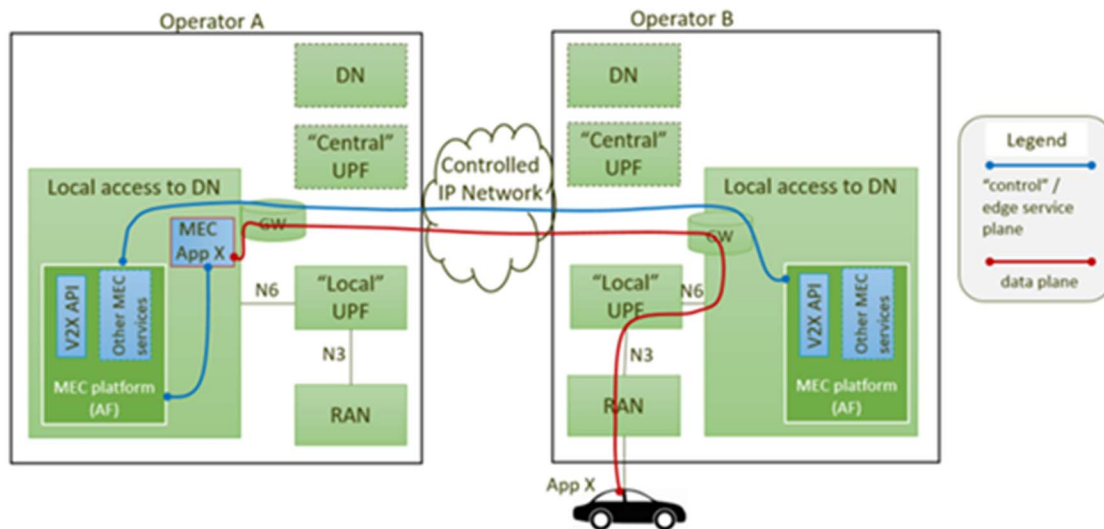 Operator A
DN
"Central"
UPF
Local access to DN
MEC
App X
GW
V2X API
Other MEC
services
MEC platform
(AF)
N6
"Local"
UPF
N3
RAN
Controlled
IP Network
Operator B
DN
"Central"
UPF
Local access to DN
GW
"Local"
UPF
N6
N3
RAN
V2X API
Other MEC
services
MEC platform
(AF)
App X
Legend
"control" /
edge service
plane
data plane